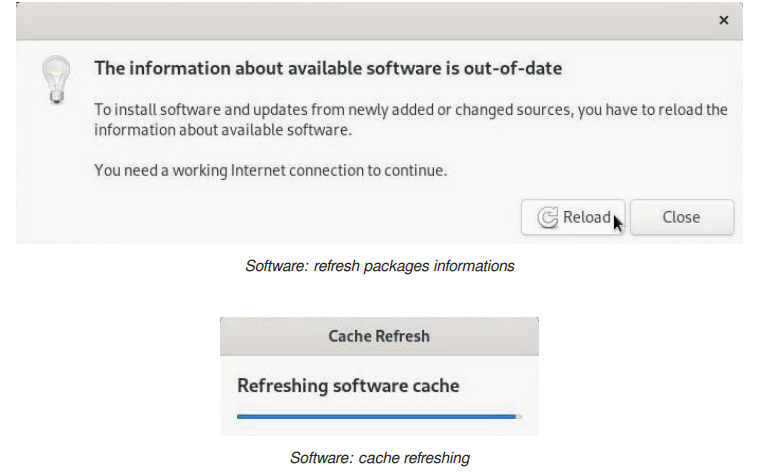 The information about available software is out-of-date
To install software and updates from newly added or changed sources, you have to reload the
information about available software.
You need a working Internet connection to continue.
Reload Close
Software: refresh packages informations
Cache Refresh
Refreshing software cache
Software: cache refreshing